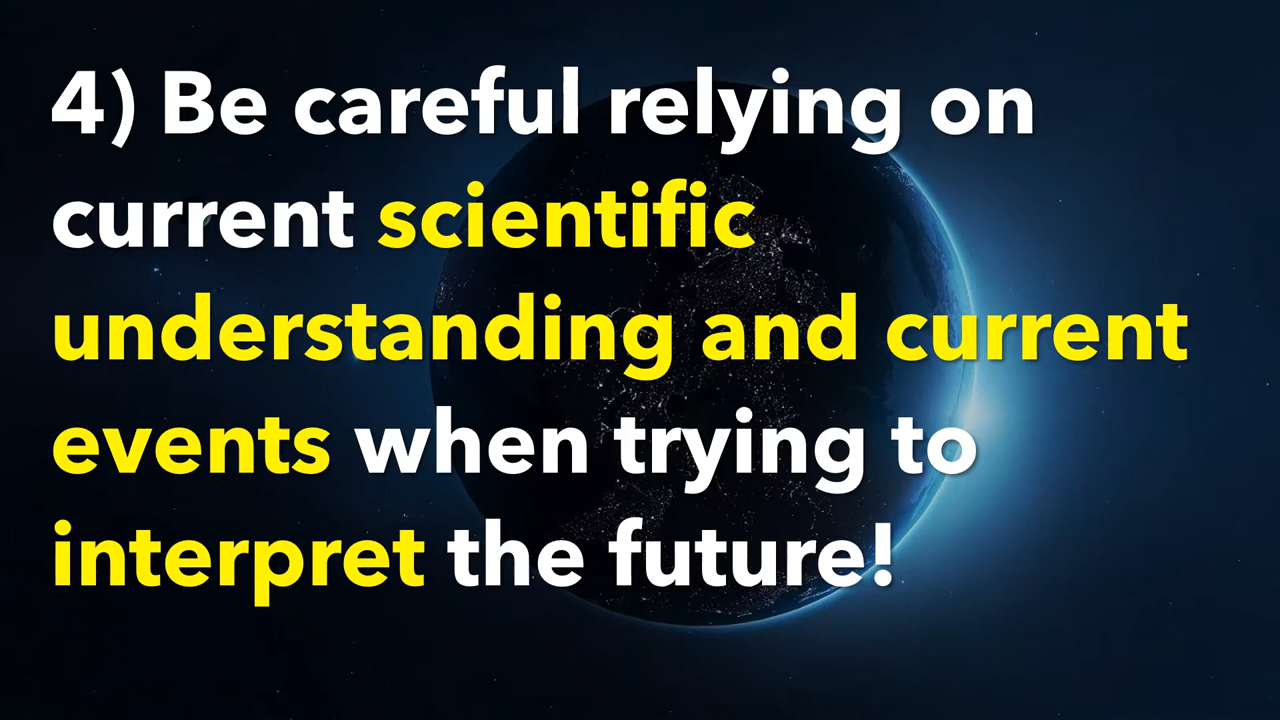 4) Be careful relying on
current scientific
understanding and current
events when trying to
interpret the future!